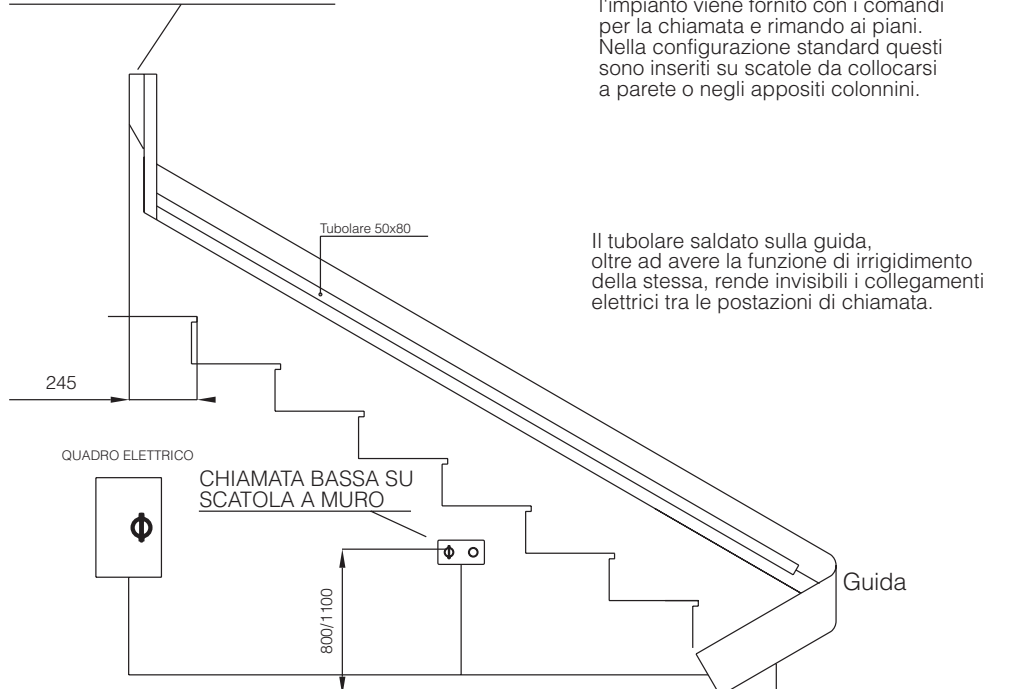 l'impianto viene fornito con i comandi
per la chiamata e rimando ai piani.
Nella configurazione standard questi
sono inseriti su scatole da collocarsi
a parete o negli appositi colonnini.
Tubolare 50x80
Il tubolare saldato sulla guida,
oltre ad avere la funzione di irrigidimento
della stessa, rende invisibili i collegamenti
elettrici tra le postazioni di chiamata.
245
QUADRO ELETTRICO
CHIAMATA BASSA SU
SCATOLA A MURO
800/1100
Guida